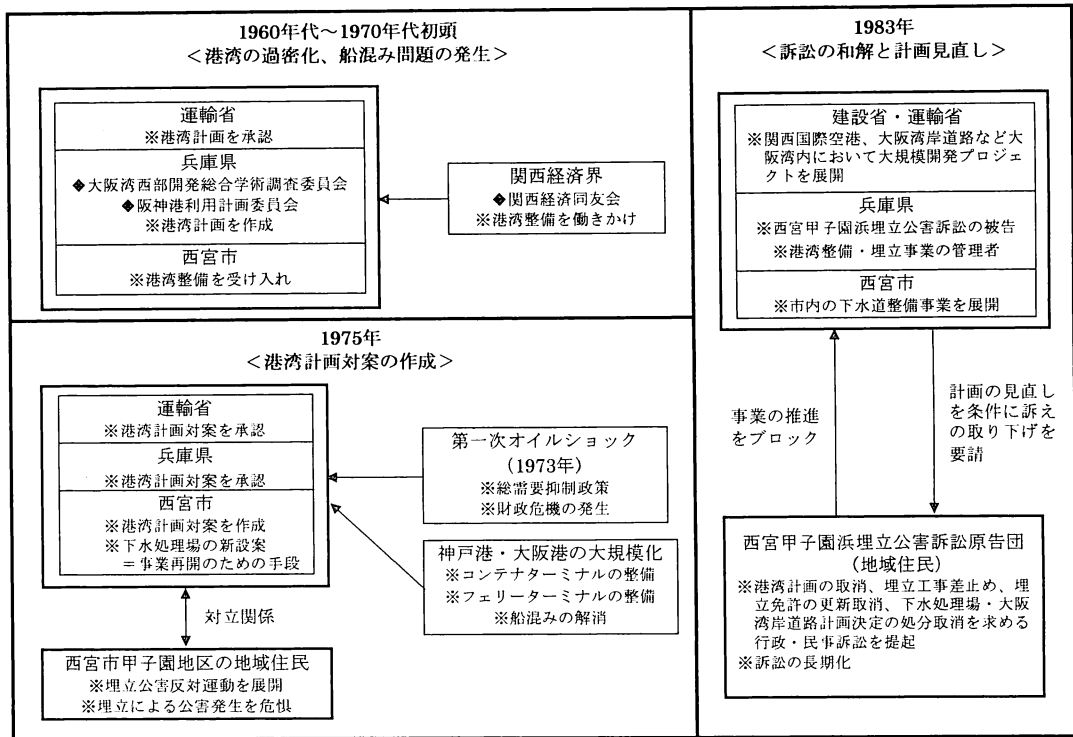 1960年代～1970年代初頭
＜港湾の過密化、船混み問題の発生＞
運輸省
※港湾計画を承認
兵庫県
◆大阪湾西部開発総合学術調査委員会
◆阪神港利用計画委員会
※港湾計画を作成
西宮市
※港湾整備を受け入れ
関西経済界
◆関西経済同友会
※港湾整備を働きかけ
1975年
＜港湾計画対案の作成＞
運輸省
※港湾計画対案を承認
兵庫県
※港湾計画対案を承認
西宮市
※港湾計画対案を作成
※下水処理場の新設案
＝事業再開のための手段
第一次オイルショック
（1973年）
※総需要抑制政策
※財政危機の発生
神戸港・大阪港の大規模化
※コンテナターミナルの整備
※フェリーターミナルの整備
※船混みの解消
対立関係
西宮市甲子園地区の地域住民
※埋立公害反対運動を展開
※埋立による公害発生を危惧
1983年
＜訴訟の和解と計画見直し＞
建設省・運輸省
※関西国際空港、大阪湾岸道路など大
阪湾内において大規模開発プロジェ
クトを展開
兵庫県
※西宮甲子園浜埋立公害訴訟の被告
※港湾整備・埋立事業の管理者
西宮市
※市内の下水道整備事業を展開
事業の推進
をブロック
計画の見直し
を条件に訴え
の取り下げを
要請
西宮甲子園浜埋立公害訴訟原告団
（地域住民）
※港湾計画の取消、埋立工事差止め、埋
立免許の更新取消、下水処理場・大阪
湾岸道路計画決定の処分取消を求める
行政・民事訴訟を提起
※訴訟の長期化